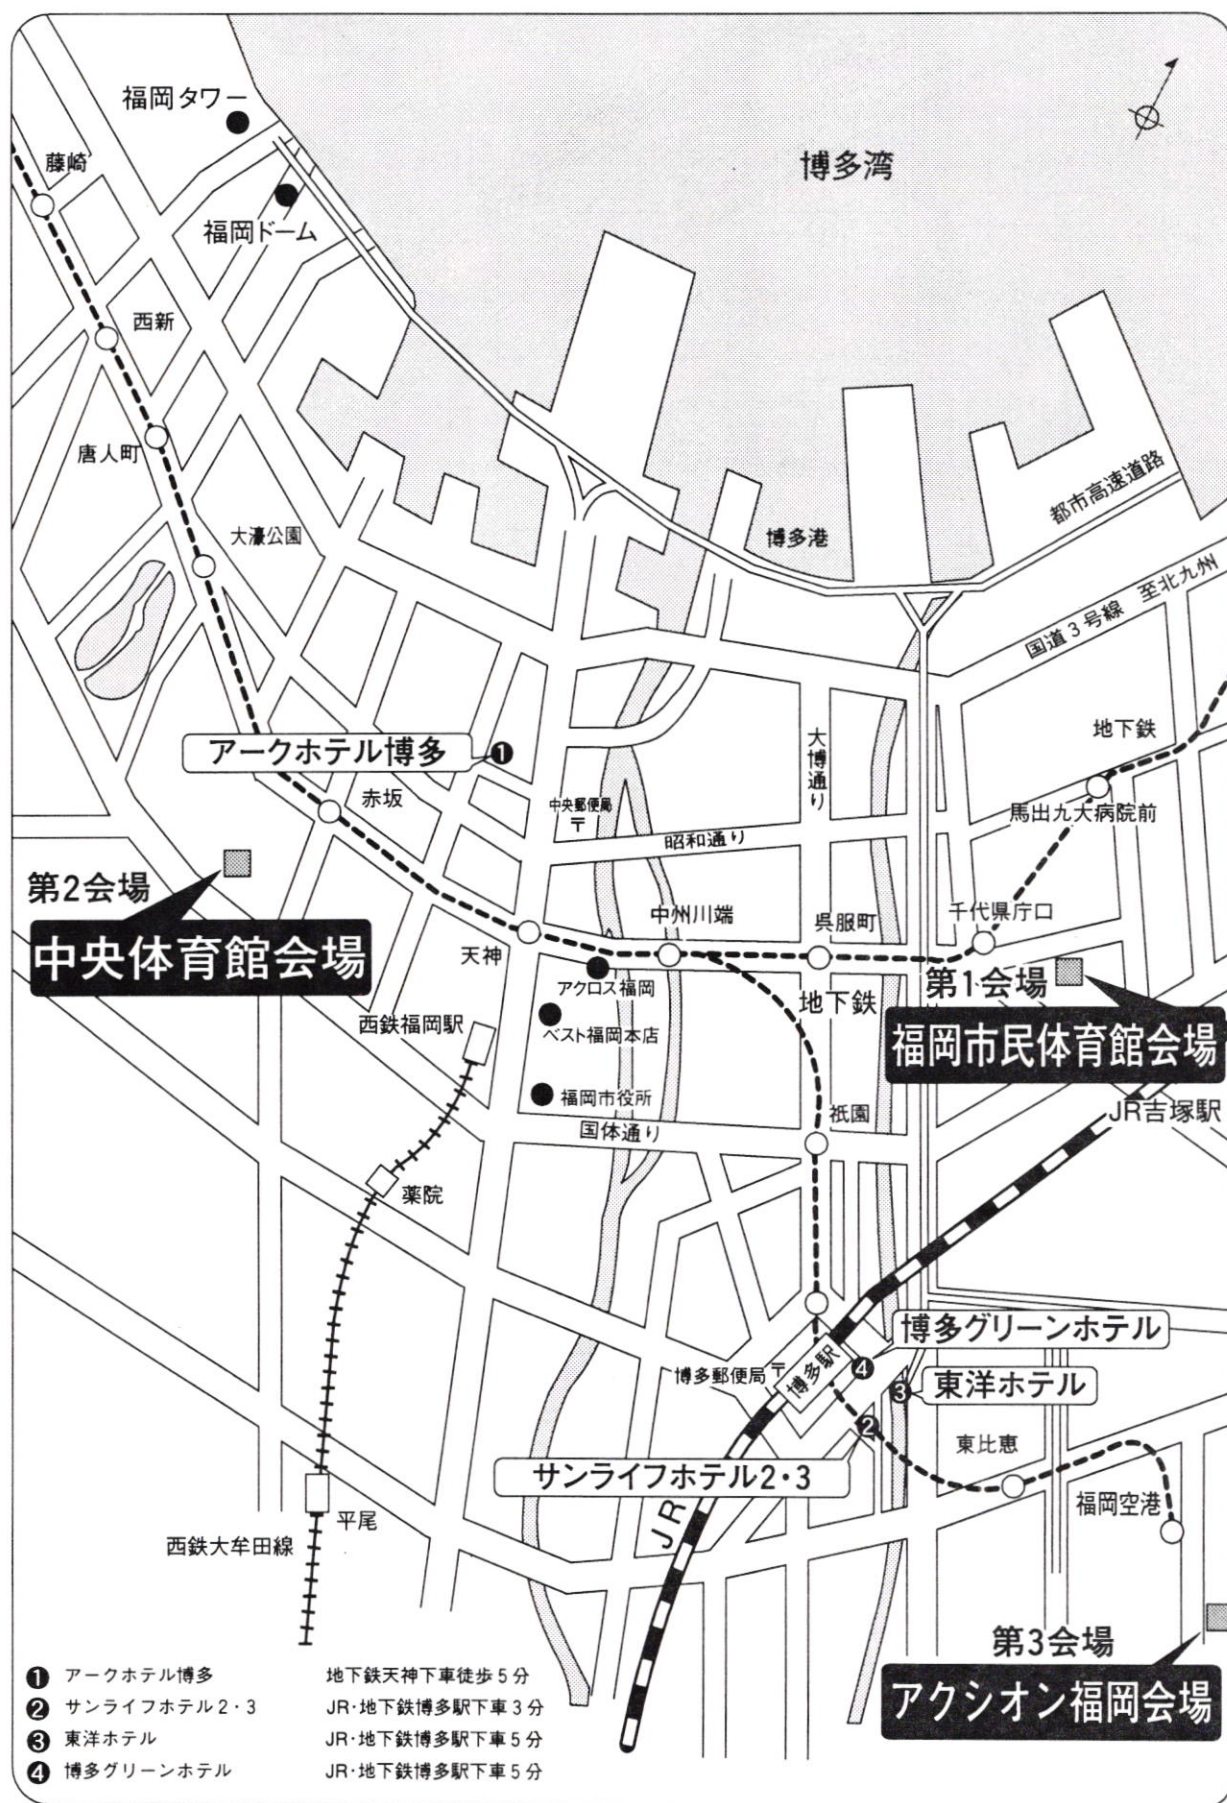 福岡タワー
藤崎
博多湾
福岡ドーム
西新
唐人町
大濠公園
博多港
都市高速道路
国道3号線 至北九州
地下鉄
大博通り
アークホテル博多
❶
赤坂
中央郵便局
〒
昭和通り
馬出九大病院前
第2会場
中央体育館会場
天神
中州川端
呉服町
千代県庁口
アクロス福岡
地下鉄
第1会場
福岡市民体育館会場
西鉄福岡駅
ベスト福岡本店
福岡市役所
国体通り
祇園
JR吉塚駅
薬院
博多グリーンホテル
❹
博多郵便局〒
博多駅
❸
東洋ホテル
❷
サンライフホテル2・3
東比恵
JR
福岡空港
平尾
西鉄大牟田線
第3会場
アクシオン福岡会場
❶ アークホテル博多 地下鉄天神下車徒歩5分
❷ サンライフホテル2・3 JR・地下鉄博多駅下車3分
❸ 東洋ホテル JR・地下鉄博多駅下車5分
❹ 博多グリーンホテル JR・地下鉄博多駅下車5分